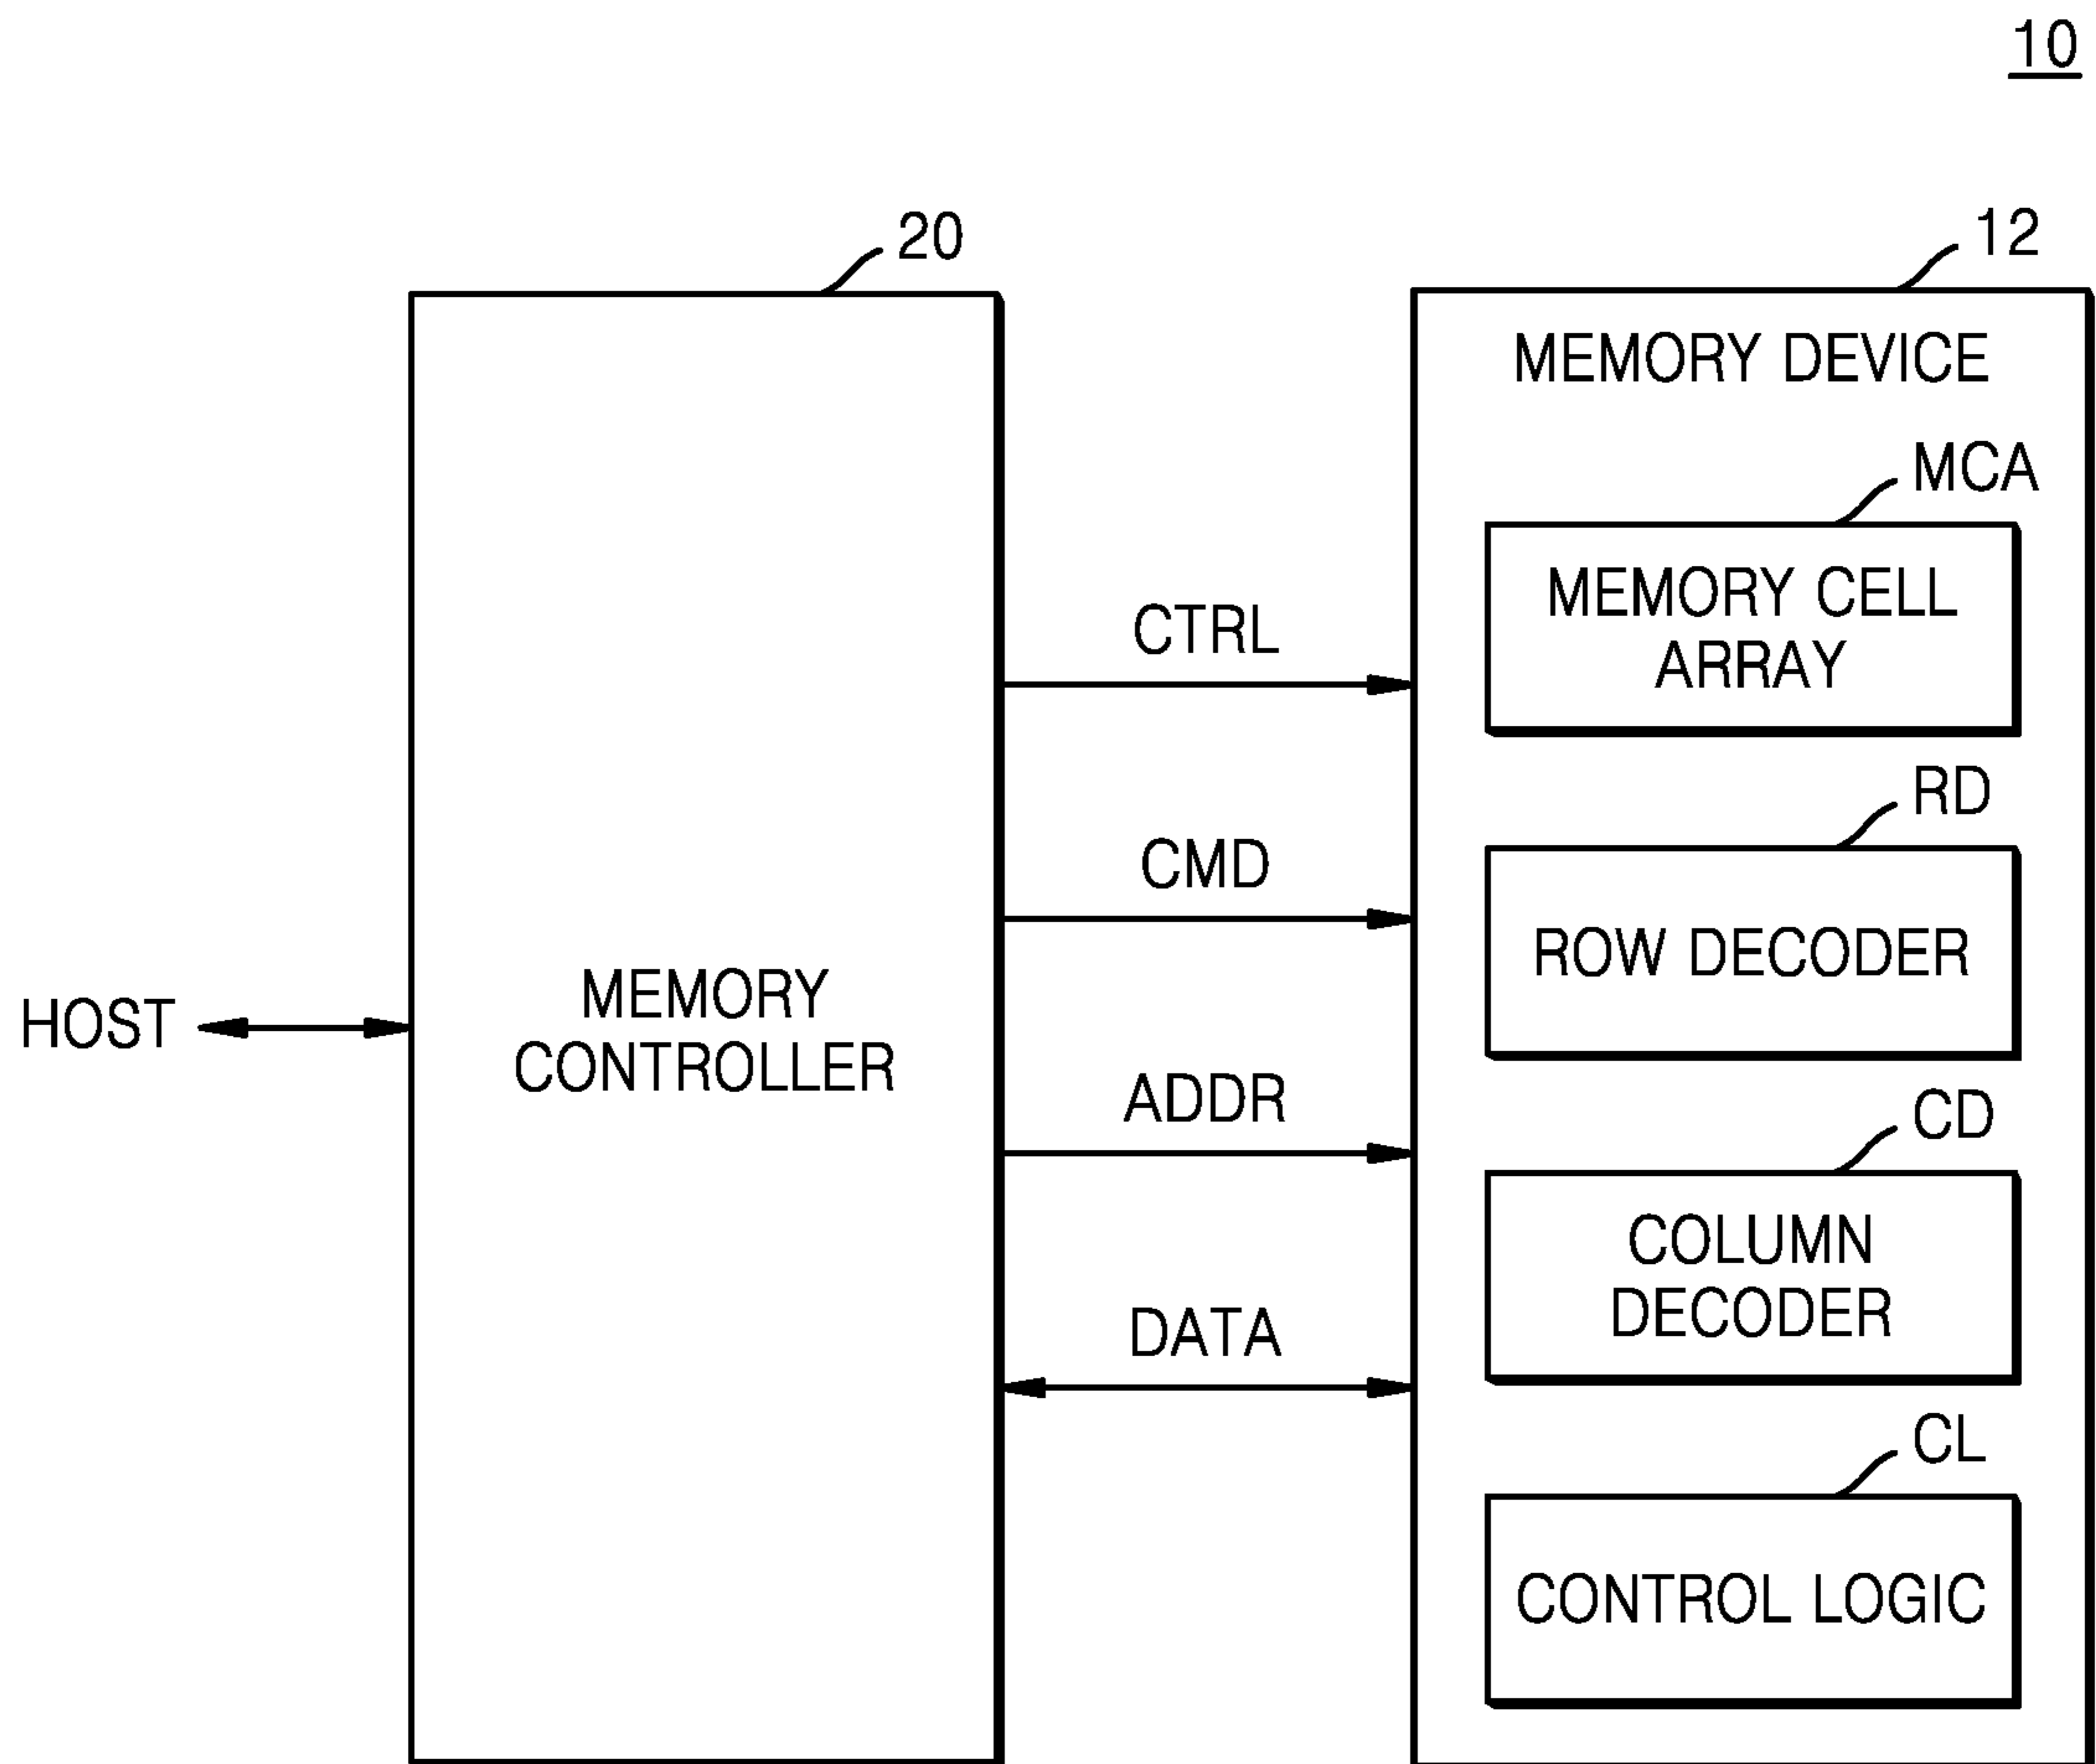 10
20
12
MEMORY DEVICE
MCA
MEMORY CELL
ARRAY
CTRL
RD
CMD
ROW DECODER
HOST
MEMORY
CONTROLLER
ADDR
CD
COLUMN
DECODER
DATA
CL
CONTROL LOGIC